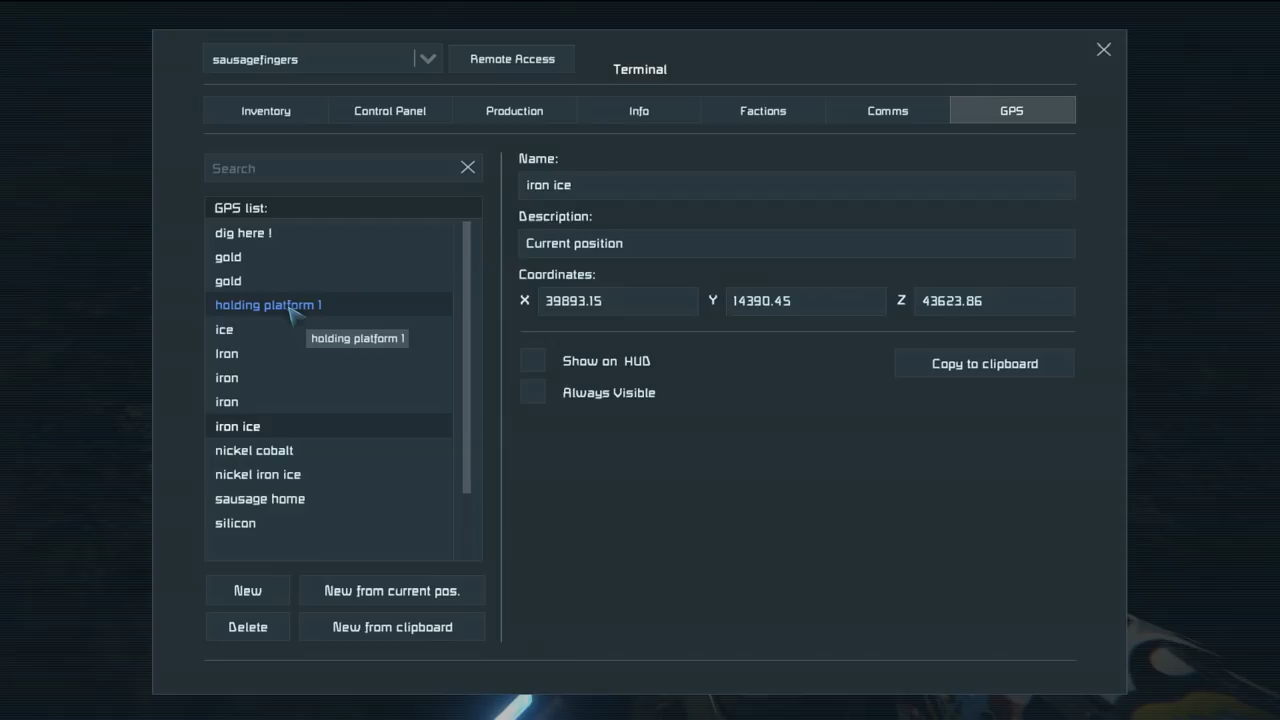 sausagefingers
Remote Access
Terminal
Inventory
Control Panel
Production
Info
Factions
Comms
GPS
Search
GPS list:
dig here !
gold
gold
holding platform 1
holding platform 1
ice
Iron
iron
iron
iron ice
nickel cobalt
nickel iron ice
sausage home
silicon
New
New from current pos.
Delete
New from clipboard
Name:
iron ice
Description:
Current position
Coordinates:
X 39893.15 Y 14390.45 Z 43623.86
Show on HUD
Copy to clipboard
Always Visible